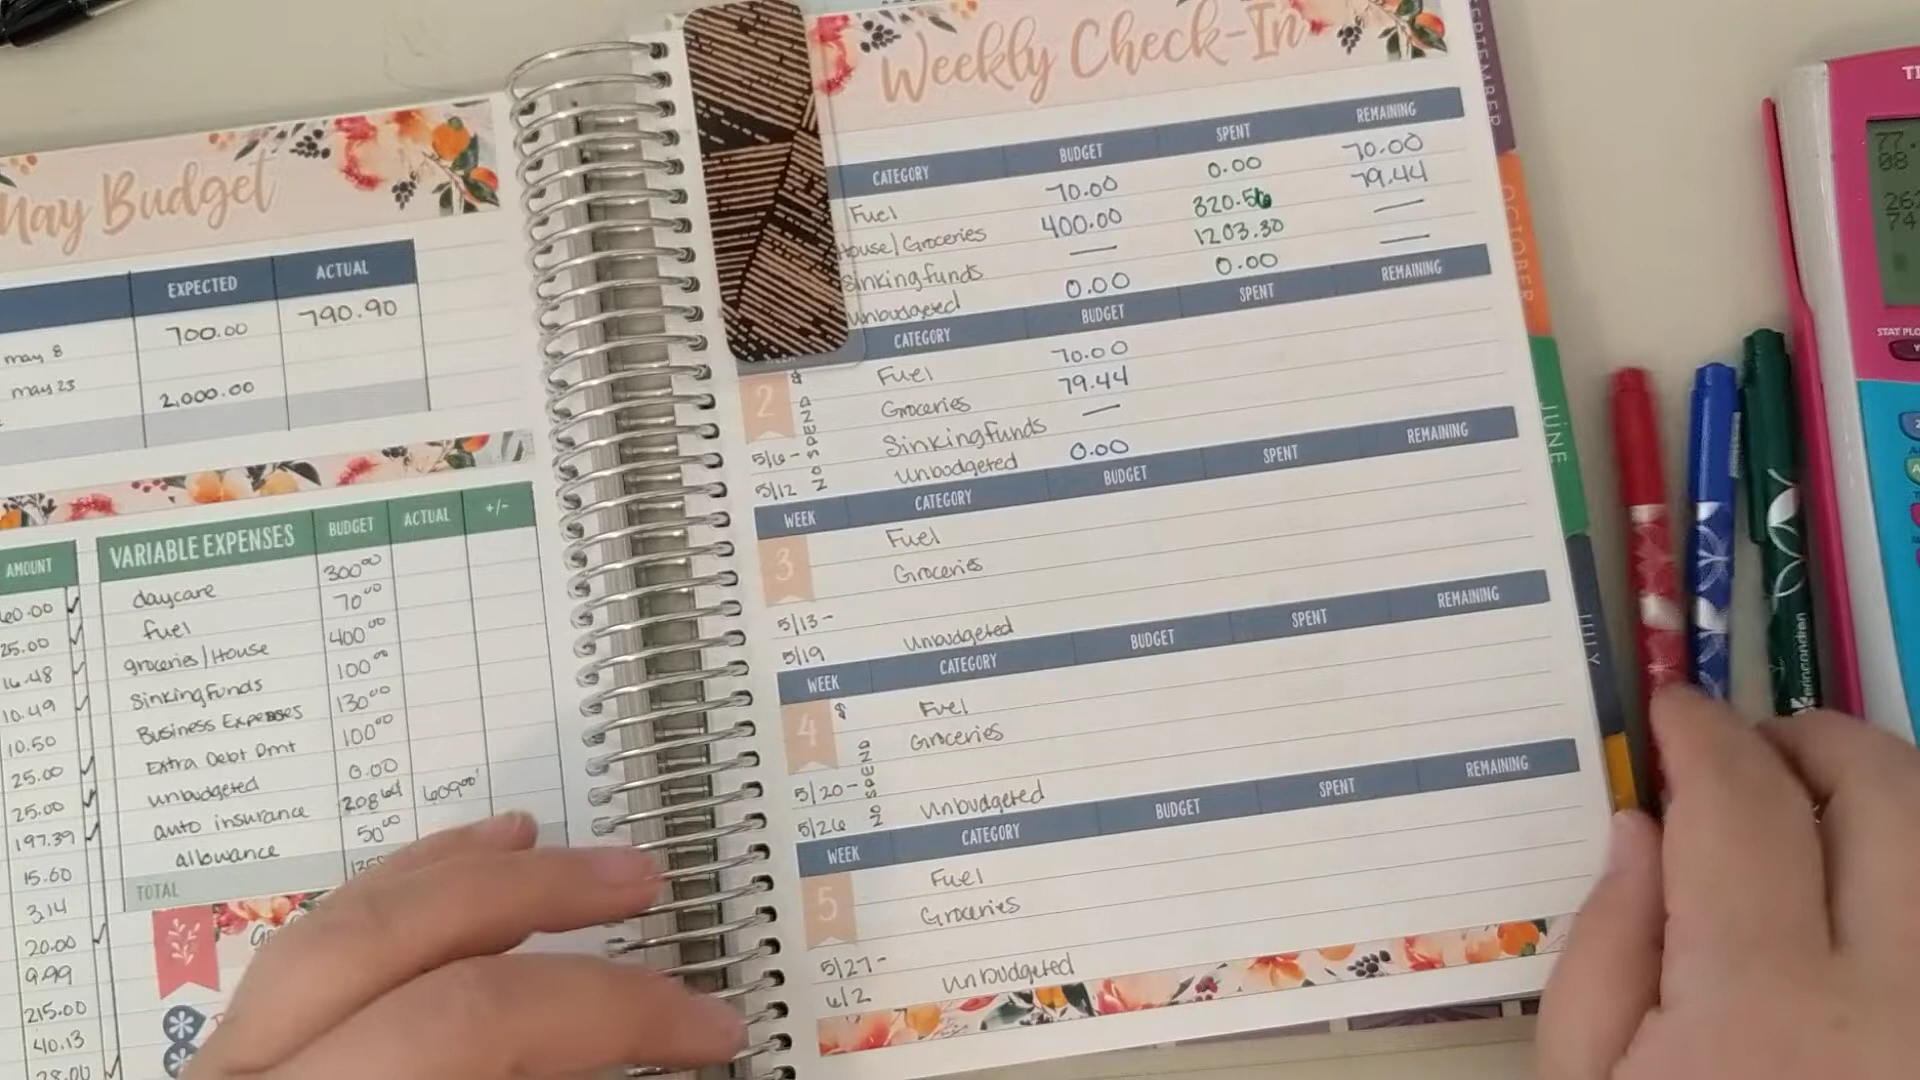 May Budget
EXPECTED ACTUAL
may 8 700.00 790.90
may 23 2,000.00
AMOUNT
60.00
25.00
16.48
10.49
10.50
25.00
25.00
197.39
15.60
3.14
20.00
9.99
215.00
40.13
28.00
VARIABLE EXPENSES BUDGET ACTUAL +/-
daycare 300.00
fuel 70.00
groceries/House 400.00
Sinking Funds 100.00
Business Expenses 130.00
Extra Debt Pmt 100.00
unbudgeted 0.00
auto insurance 208.64 609.00
allowance 50.00
TOTAL
Weekly Check-In
CATEGORY BUDGET SPENT REMAINING
Fuel 70.00 0.00 70.00
House/Groceries 400.00 320.56 79.44
Sinking funds — 1203.30 —
unbudgeted 0.00 0.00 —
CATEGORY BUDGET SPENT REMAINING
2
5/6-
5/12
$ NO SPEND
Fuel 70.00
Groceries 79.44
Sinking funds —
unbudgeted 0.00
WEEK CATEGORY BUDGET SPENT REMAINING
3
5/13-
5/19
Fuel
Groceries
Unbudgeted
WEEK CATEGORY BUDGET SPENT REMAINING
4
5/20-
5/26
$ NO SPEND
Fuel
Groceries
Unbudgeted
WEEK CATEGORY BUDGET SPENT REMAINING
5
5/27-
6/2
Fuel
Groceries
unbudgeted
SEPTEMBER
OCTOBER
JUNE
JULY
TI
STAT PLO
erincondren